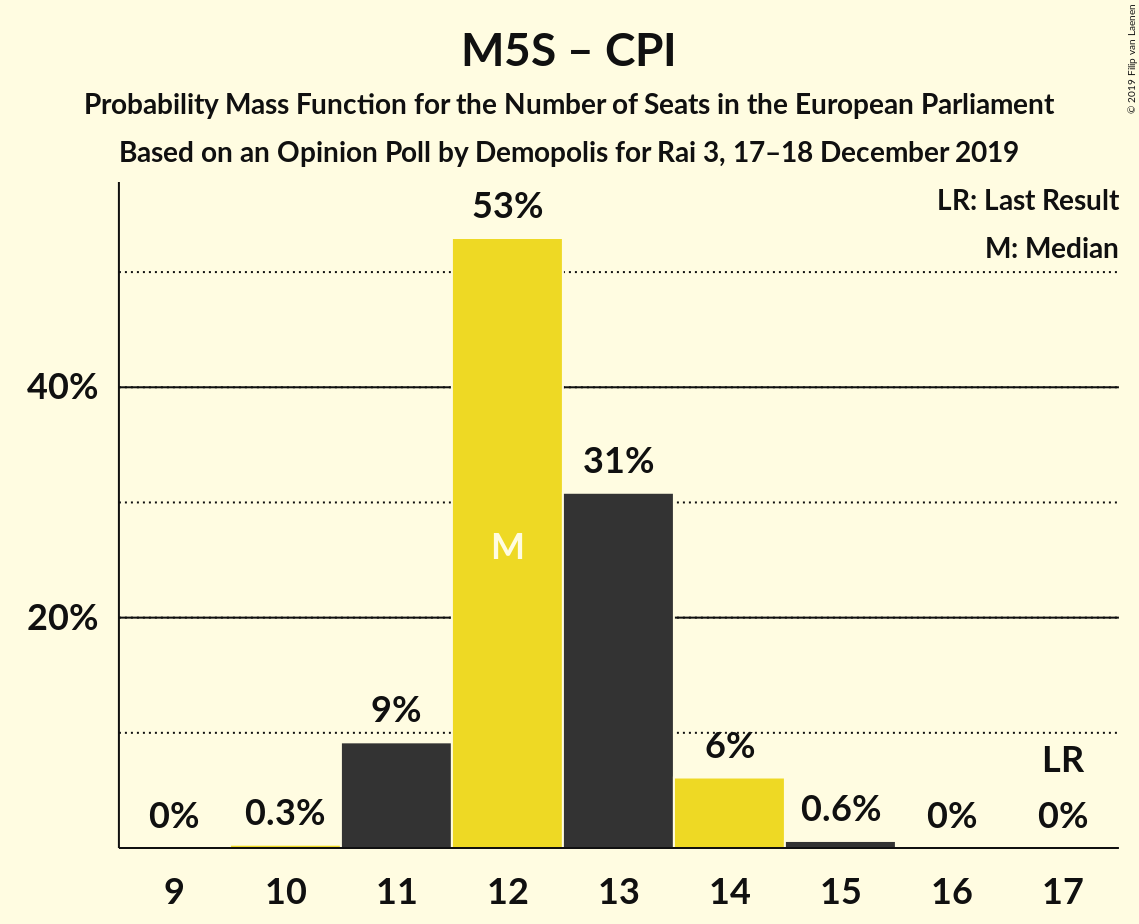 M5S – CPI
Probability Mass Function for the Number of Seats in the European Parliament
Based on an Opinion Poll by Demopolis for Rai 3, 17–18 December 2019
© 2019 Filip van Laenen
LR: Last Result
M: Median
53%
40%
31%
M
20%
9%
6%
LR
0%
0.3%
0.6%
0%
0%
9 10 11 12 13 14 15 16 17